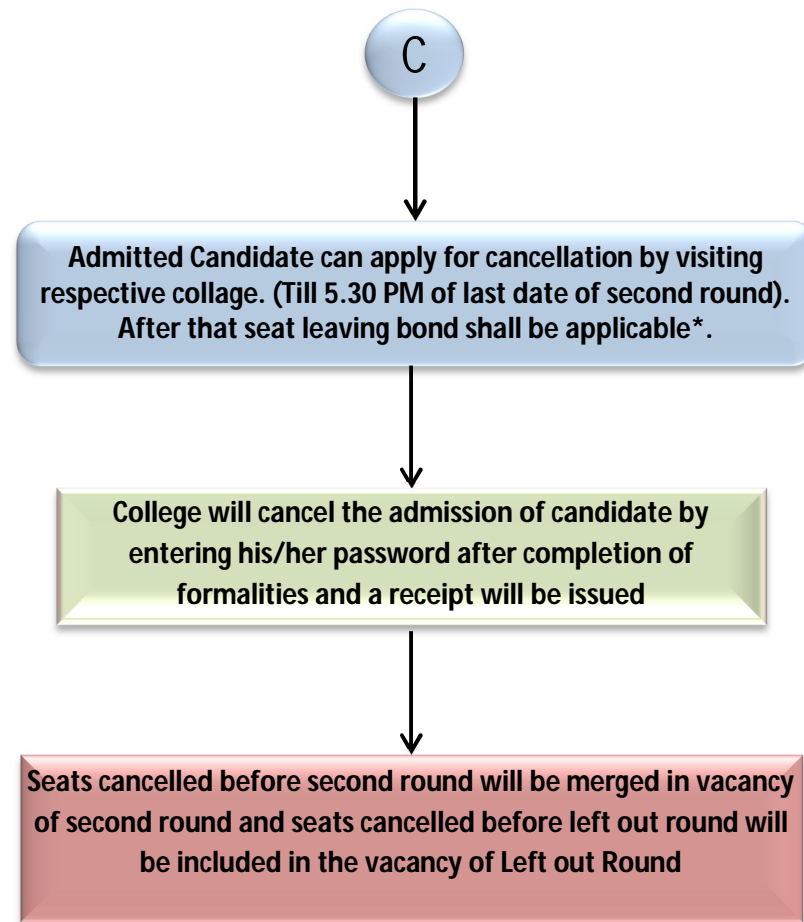 C
Admitted Candidate can apply for cancellation by visiting
respective collage. (Till 5.30 PM of last date of second round).
After that seat leaving bond shall be applicable*.
College will cancel the admission of candidate by
entering his/her password after completion of
formalities and a receipt will be issued
Seats cancelled before second round will be merged in vacancy
of second round and seats cancelled before left out round will
be included in the vacancy of Left out Round